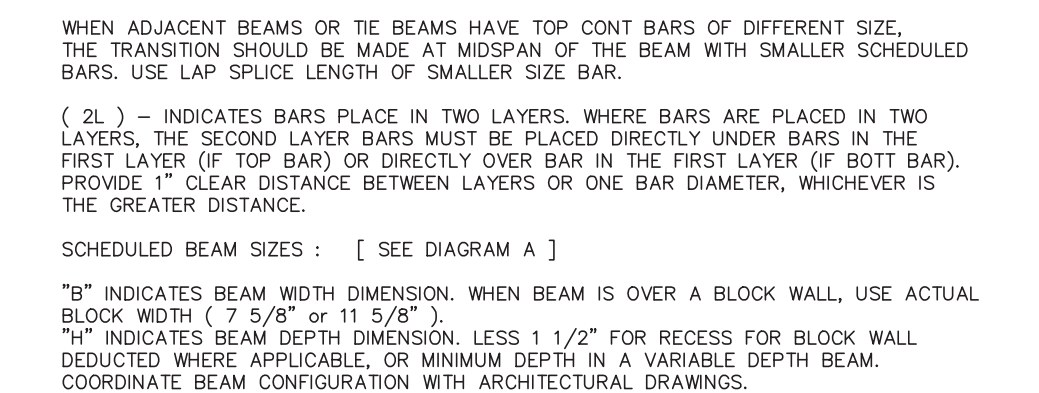 WHEN ADJACENT BEAMS OR TIE BEAMS HAVE TOP CONT BARS OF DIFFERENT SIZE,
THE TRANSITION SHOULD BE MADE AT MIDSPAN OF THE BEAM WITH SMALLER SCHEDULED
BARS. USE LAP SPLICE LENGTH OF SMALLER SIZE BAR.
( 2L ) – INDICATES BARS PLACE IN TWO LAYERS. WHERE BARS ARE PLACED IN TWO
LAYERS, THE SECOND LAYER BARS MUST BE PLACED DIRECTLY UNDER BARS IN THE
FIRST LAYER (IF TOP BAR) OR DIRECTLY OVER BAR IN THE FIRST LAYER (IF BOTT BAR).
PROVIDE 1” CLEAR DISTANCE BETWEEN LAYERS OR ONE BAR DIAMETER, WHICHEVER IS
THE GREATER DISTANCE.
SCHEDULED BEAM SIZES : [ SEE DIAGRAM A ]
”B” INDICATES BEAM WIDTH DIMENSION. WHEN BEAM IS OVER A BLOCK WALL, USE ACTUAL
BLOCK WIDTH ( 7 5/8” or 11 5/8” ).
”H” INDICATES BEAM DEPTH DIMENSION. LESS 1 1/2” FOR RECESS FOR BLOCK WALL
DEDUCTED WHERE APPLICABLE, OR MINIMUM DEPTH IN A VARIABLE DEPTH BEAM.
COORDINATE BEAM CONFIGURATION WITH ARCHITECTURAL DRAWINGS.